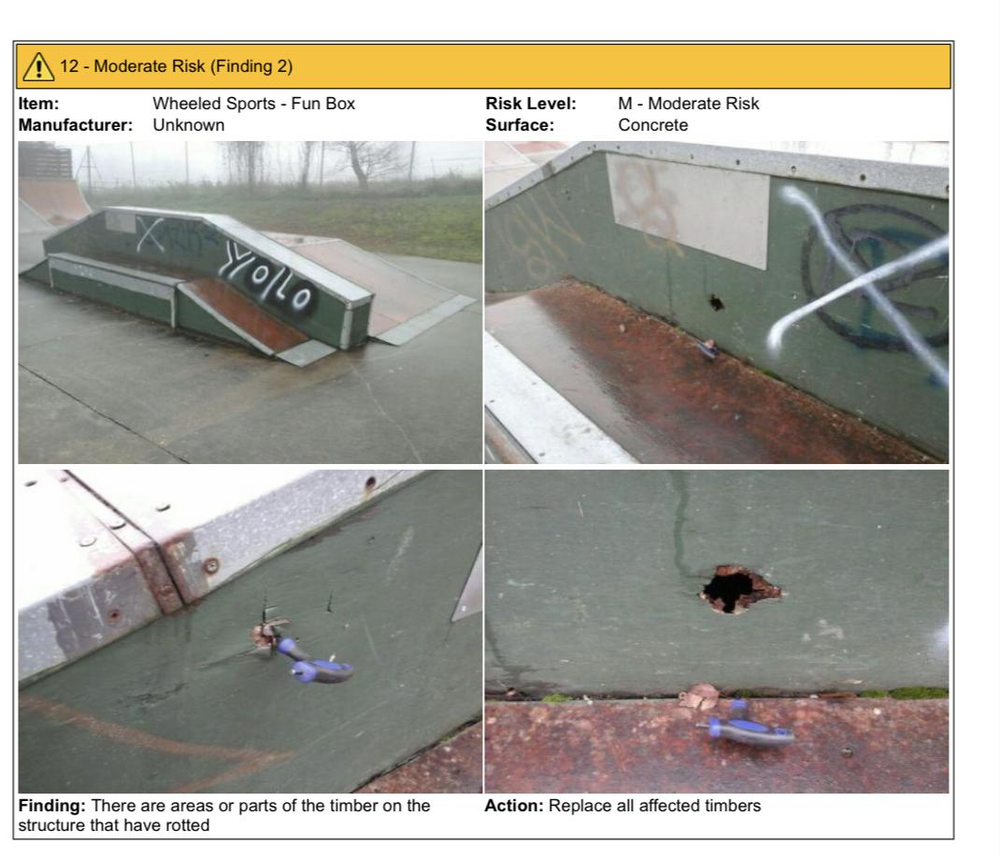 12 - Moderate Risk (Finding 2)
Item: Wheeled Sports - Fun Box
Risk Level: M - Moderate Risk
Manufacturer: Unknown
Surface: Concrete
Yollo
Finding: There are areas or parts of the timber on the
structure that have rotted
Action: Replace all affected timbers